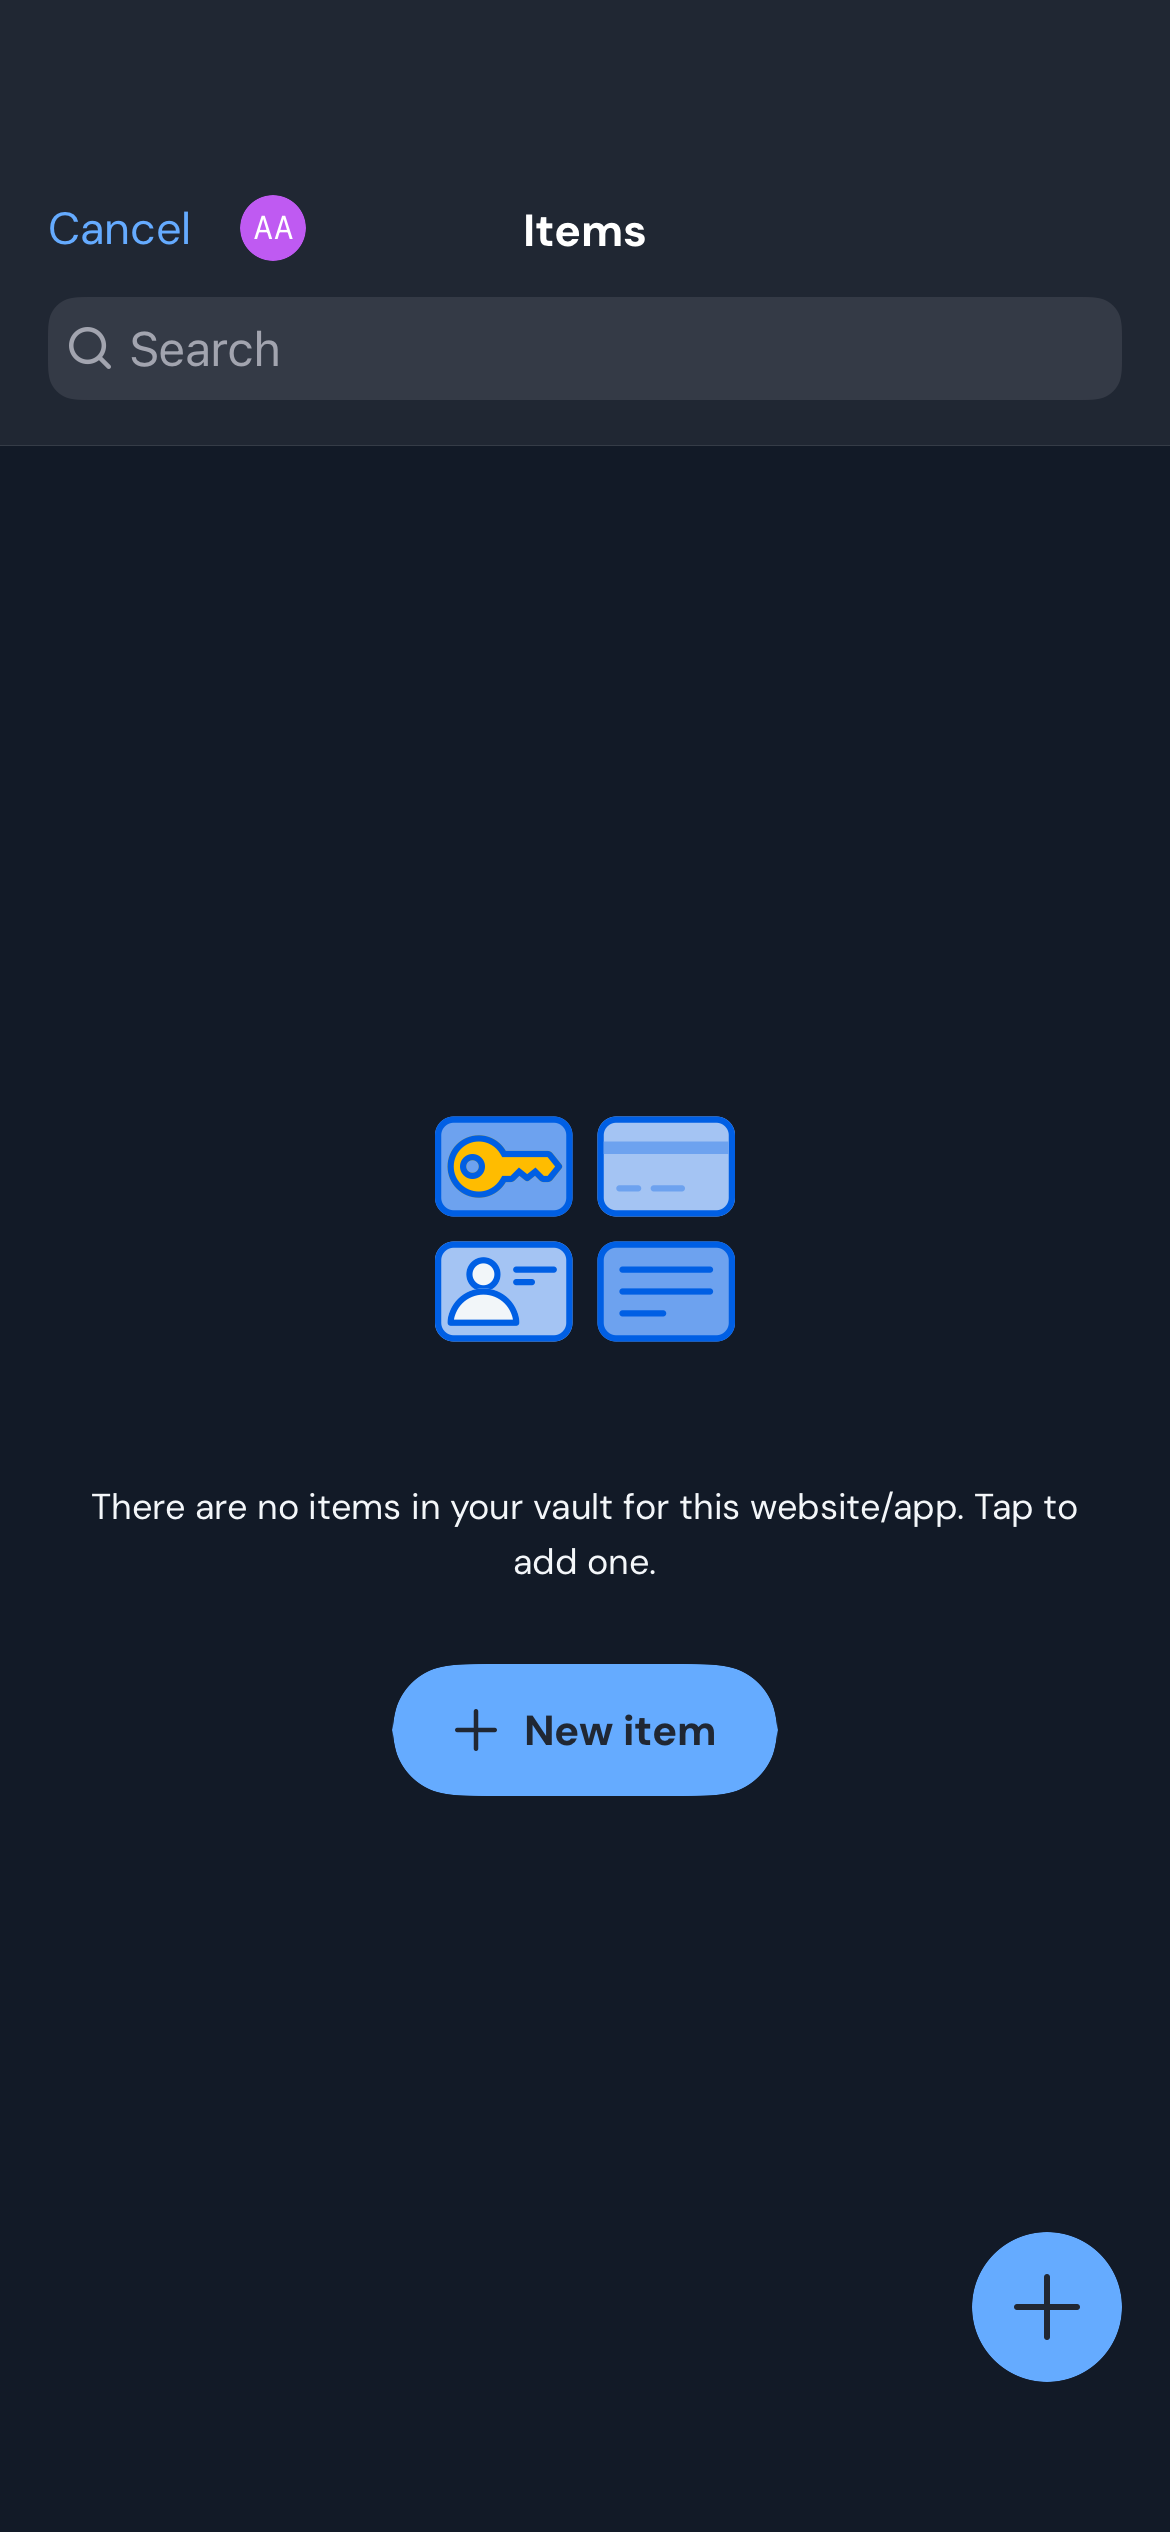 Cancel
AA
Items
Search
There are no items in your vault for this website/app. Tap to
add one.
New item